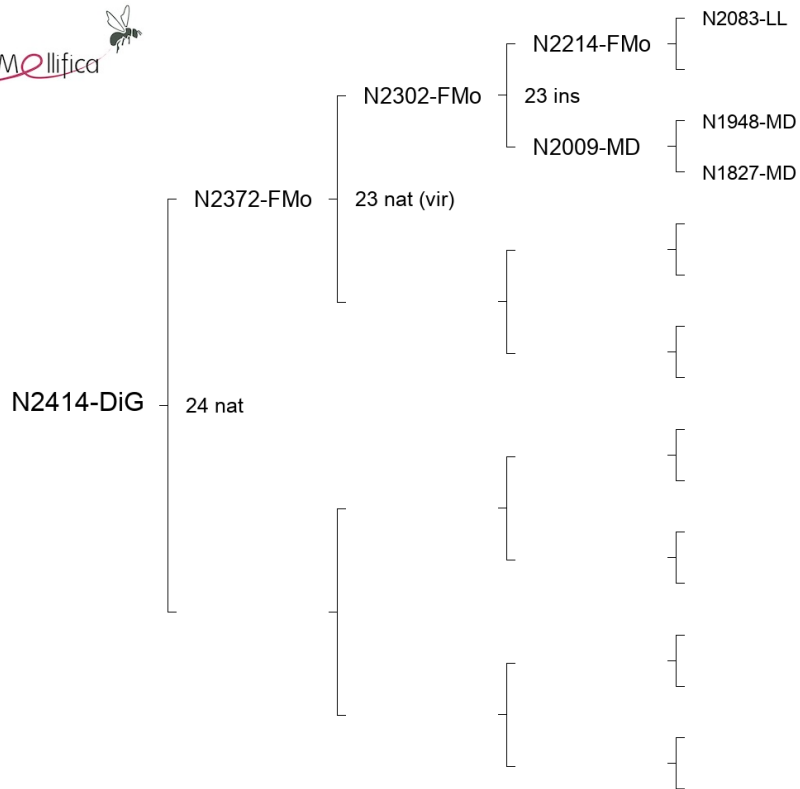 Mellifica
N2083-LL
N2214-FMo
N2302-FMo
23 ins
N1948-MD
N2009-MD
N1827-MD
N2372-FMo
23 nat (vir)
N2414-DiG
24 nat